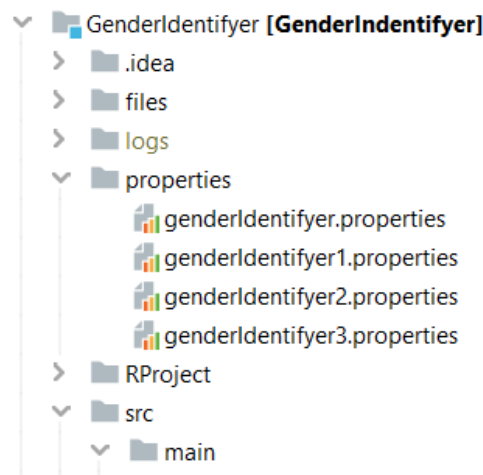 GenderIdentifyer [GenderIndentifyer]
.idea
files
logs
properties
genderIdentifyer.properties
genderIdentifyer1.properties
genderIdentifyer2.properties
genderIdentifyer3.properties
RProject
src
main